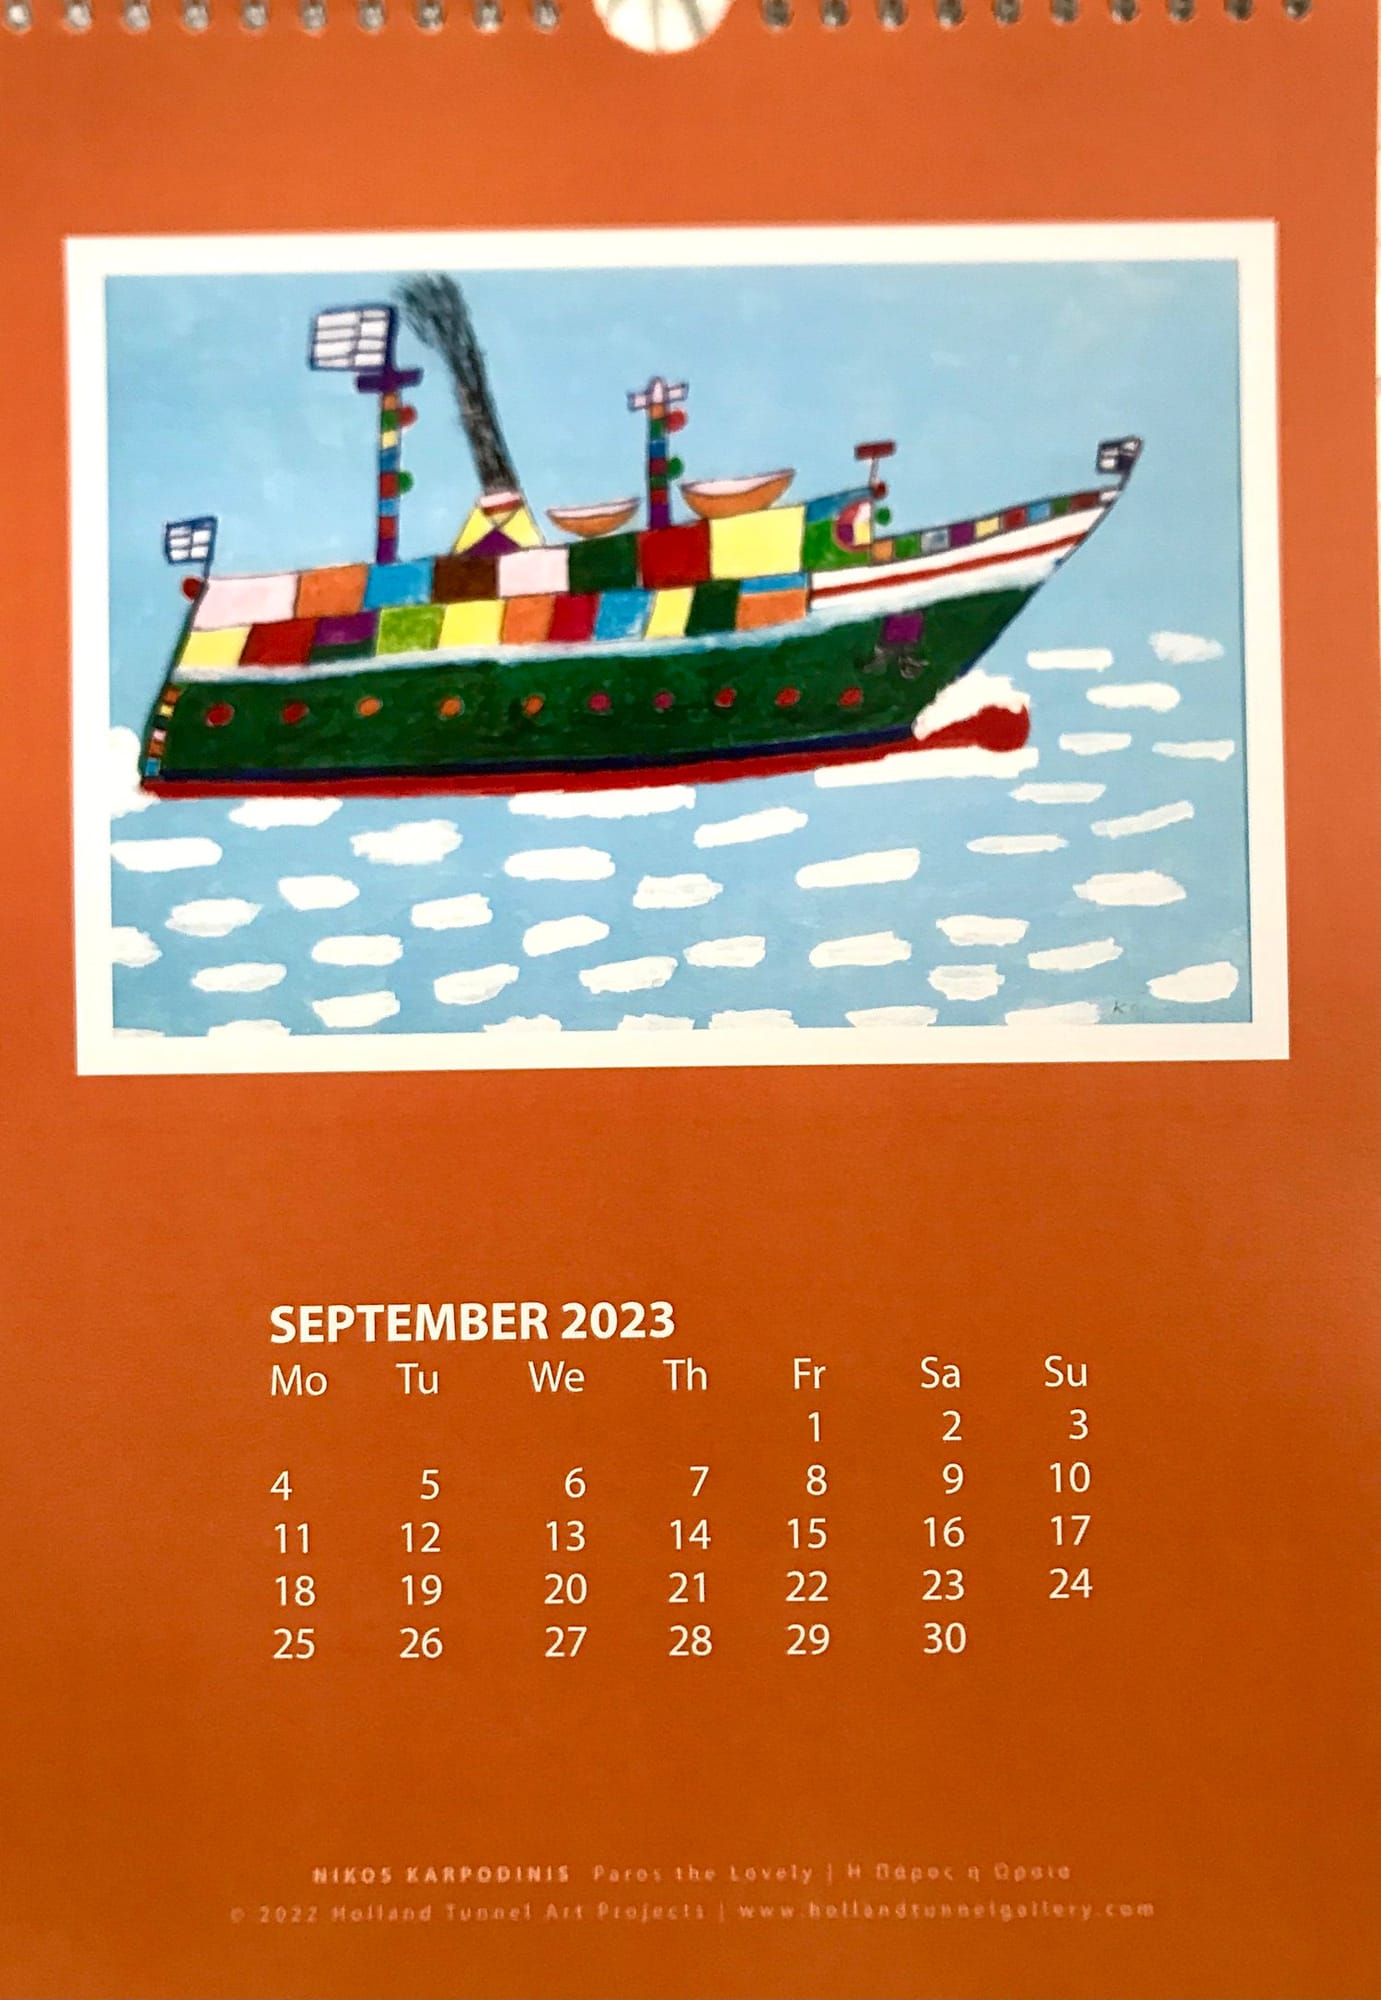 SEPTEMBER 2023
Mo Tu We Th Fr Sa Su
1 2 3
4 5 6 7 8 9 10
11 12 13 14 15 16 17
18 19 20 21 22 23 24
25 26 27 28 29 30
NIKOS KARPODINIS Paros the Lovely | Η Πάρος η Ωραία
© 2022 Holland Tunnel Art Projects | www.hollandtunnelgallery.com